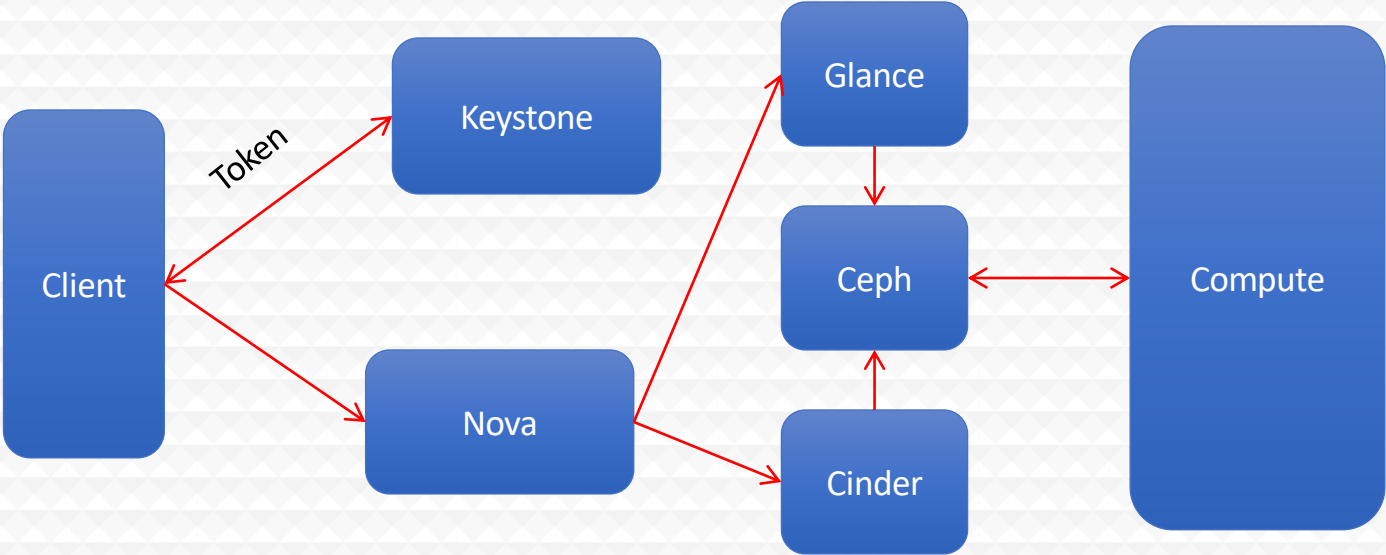 Client
Token
Keystone
Nova
Glance
Ceph
Cinder
Compute